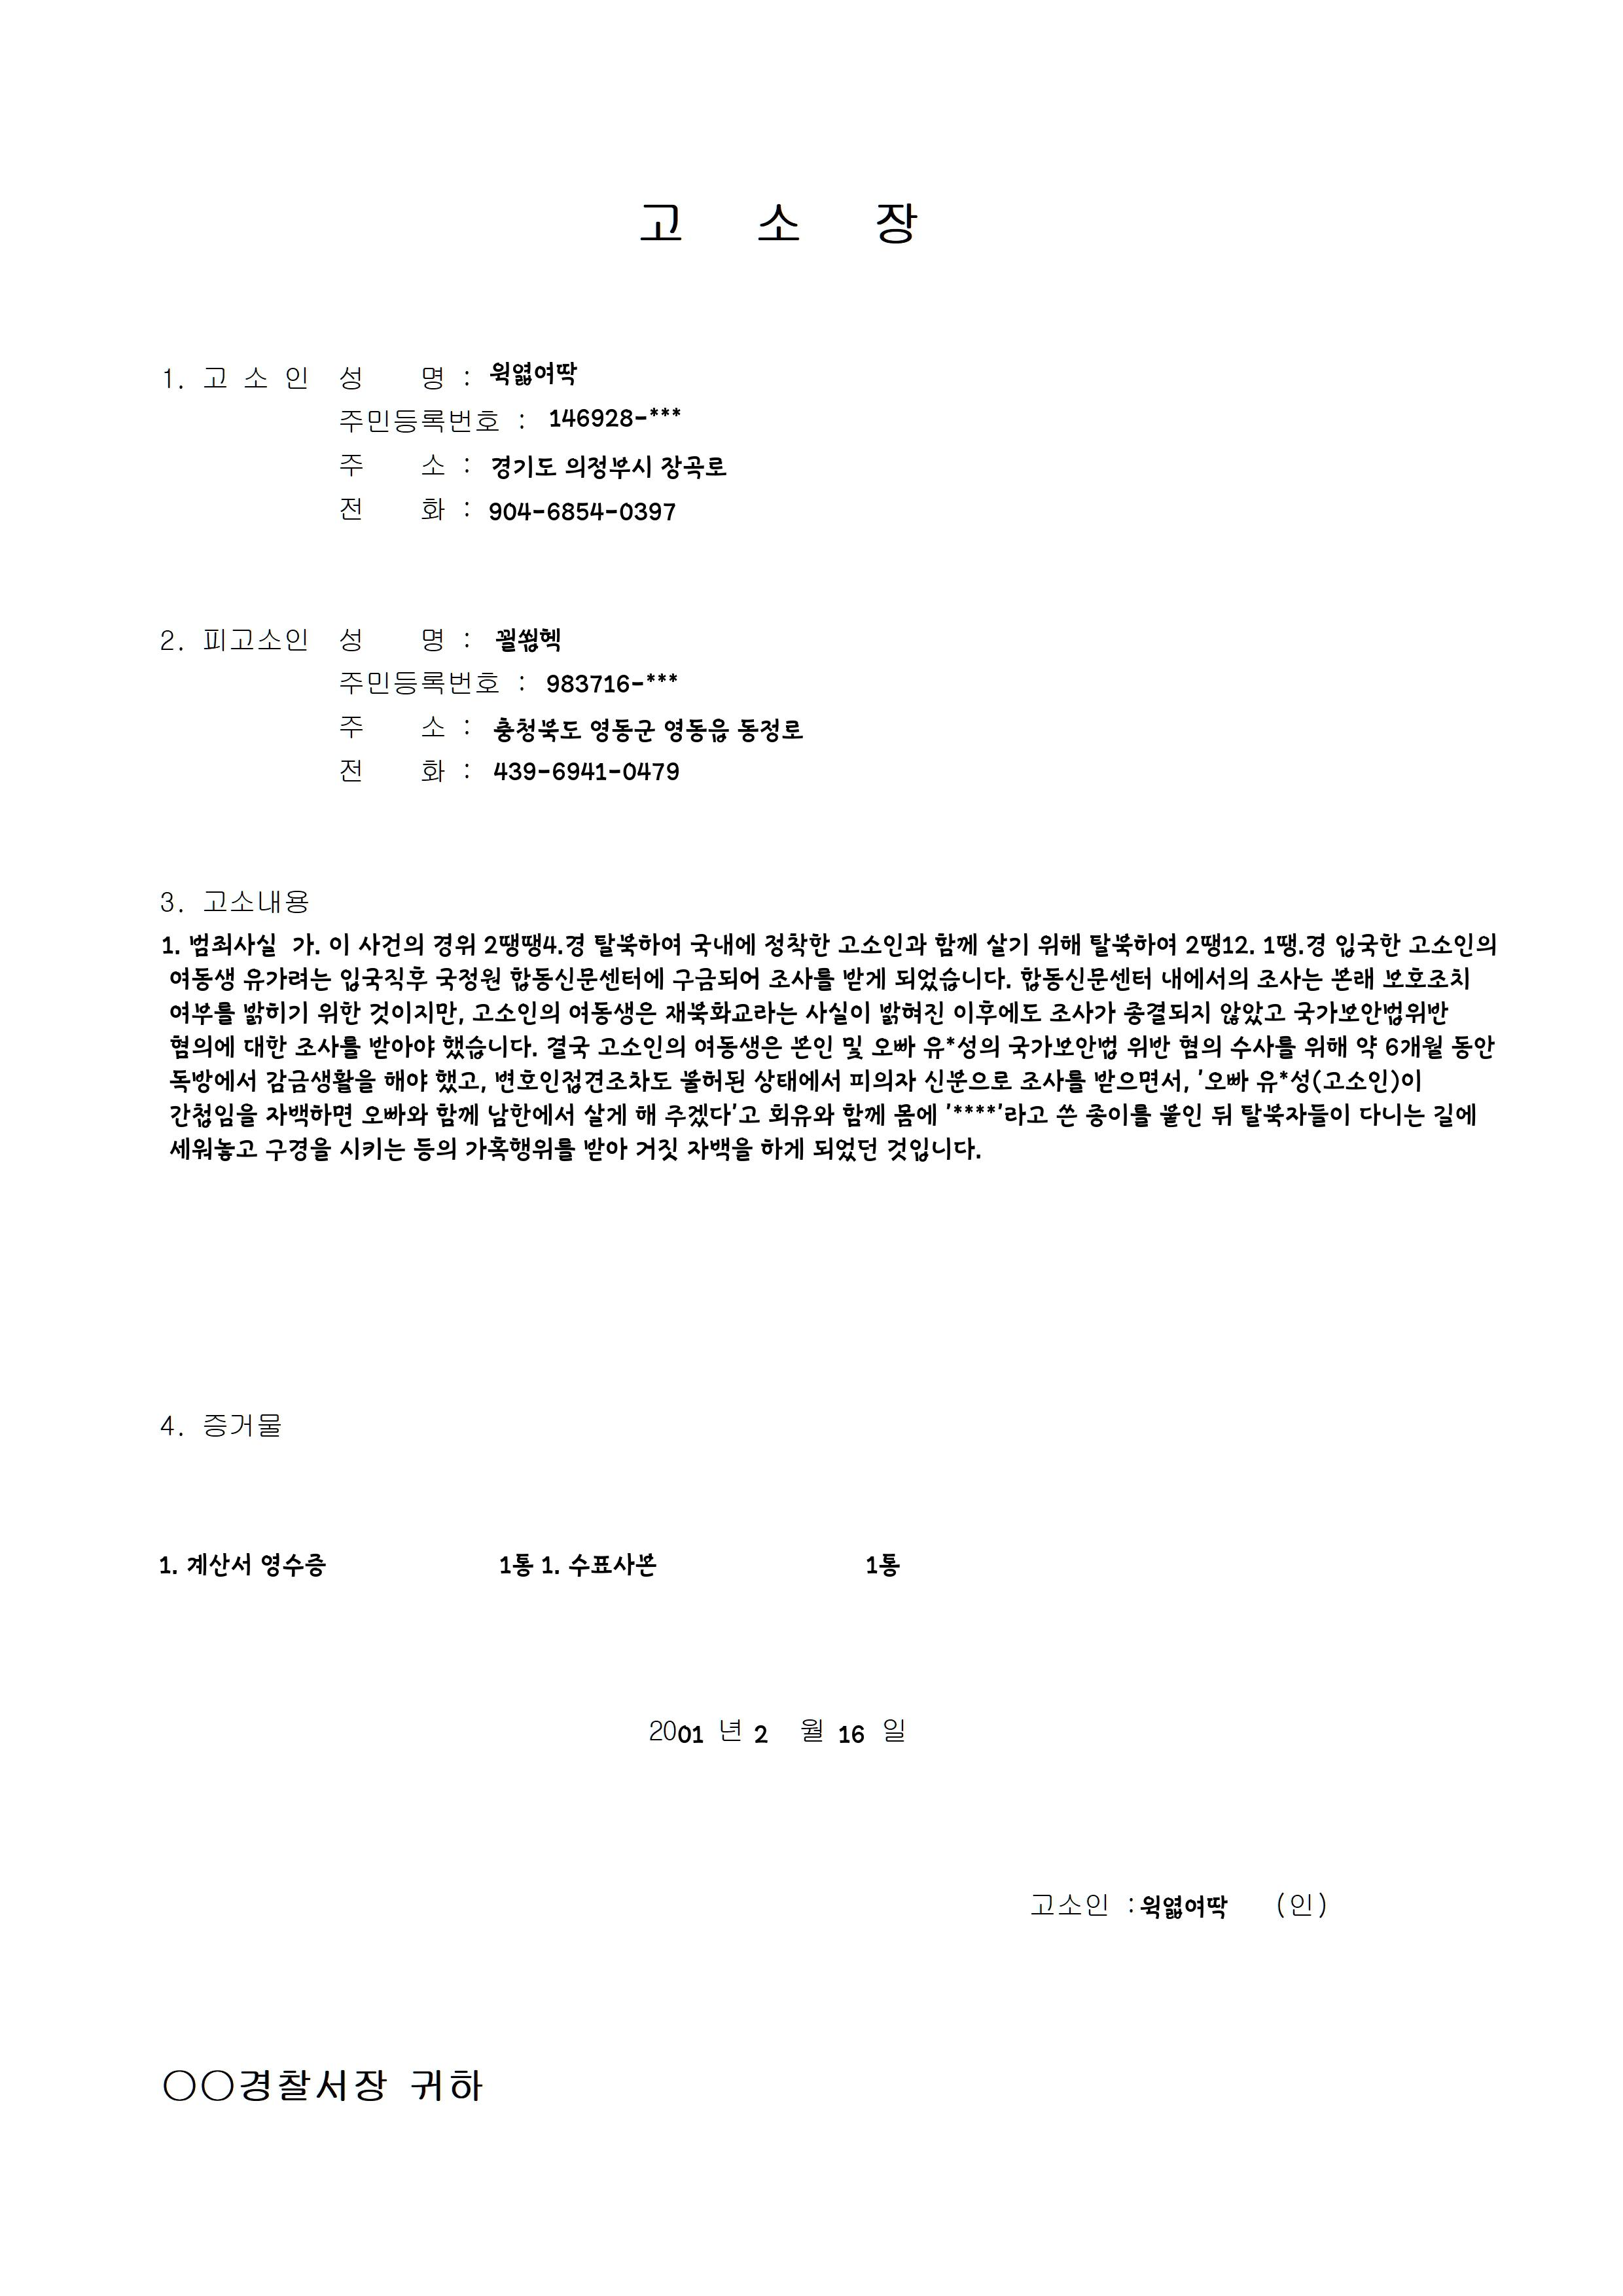 고 소 장
1. 고 소 인 성 명 : 윅엷여딱
주민등록번호 : 146928-***
주 소 : 경기도 의정부시 장곡로
전 화 : 904-6854-0397
2. 피고소인 성 명 : 꾈쐽헥
주민등록번호 : 983716-***
주 소 : 충청북도 영동군 영동읍 동정로
전 화 : 439-6941-0479
3. 고소내용
1. 범죄사실 가. 이 사건의 경위 2땡땡4.경 탈북하여 국내에 정착한 고소인과 함께 살기 위해 탈북하여 2땡12. 1땡.경 입국한 고소인의
여동생 유가려는 입국직후 국정원 합동신문센터에 구금되어 조사를 받게 되었습니다. 합동신문센터 내에서의 조사는 본래 보호조치
여부를 밝히기 위한 것이지만, 고소인의 여동생은 재북화교라는 사실이 밝혀진 이후에도 조사가 종결되지 않았고 국가보안법위반
혐의에 대한 조사를 받아야 했습니다. 결국 고소인의 여동생은 본인 및 오빠 유*성의 국가보안법 위반 혐의 수사를 위해 약 6개월 동안
독방에서 감금생활을 해야 했고, 변호인접견조차도 불허된 상태에서 피의자 신분으로 조사를 받으면서, '오빠 유*성(고소인)이
간첩임을 자백하면 오빠와 함께 남한에서 살게 해 주겠다'고 회유와 함께 몸에 '****'라고 쓴 종이를 붙인 뒤 탈북자들이 다니는 길에
세워놓고 구경을 시키는 등의 가혹행위를 받아 거짓 자백을 하게 되었던 것입니다.
4. 증거물
1. 계산서 영수증 1통 1. 수표사본 1통
2001 년 2 월 16 일
고소인 : 윅엷여딱 (인)
○○경찰서장 귀하